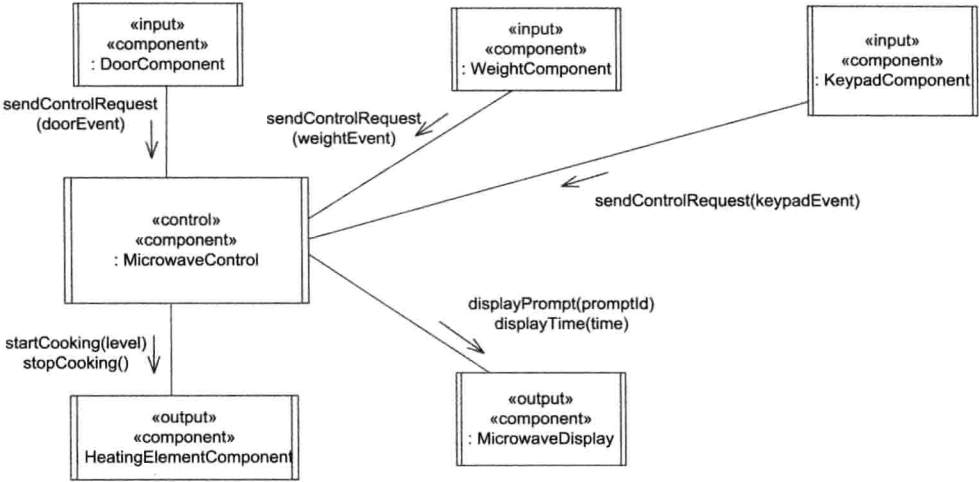 «input»
«component»
: DoorComponent
«input»
«component»
: WeightComponent
«input»
«component»
: KeypadComponent
sendControlRequest
(doorEvent)
sendControlRequest
(weightEvent)
sendControlRequest(keypadEvent)
«control»
«component»
: MicrowaveControl
displayPrompt(promptId)
displayTime(time)
startCooking(level)
stopCooking()
«output»
«component»
HeatingElementComponent
«output»
«component»
: MicrowaveDisplay